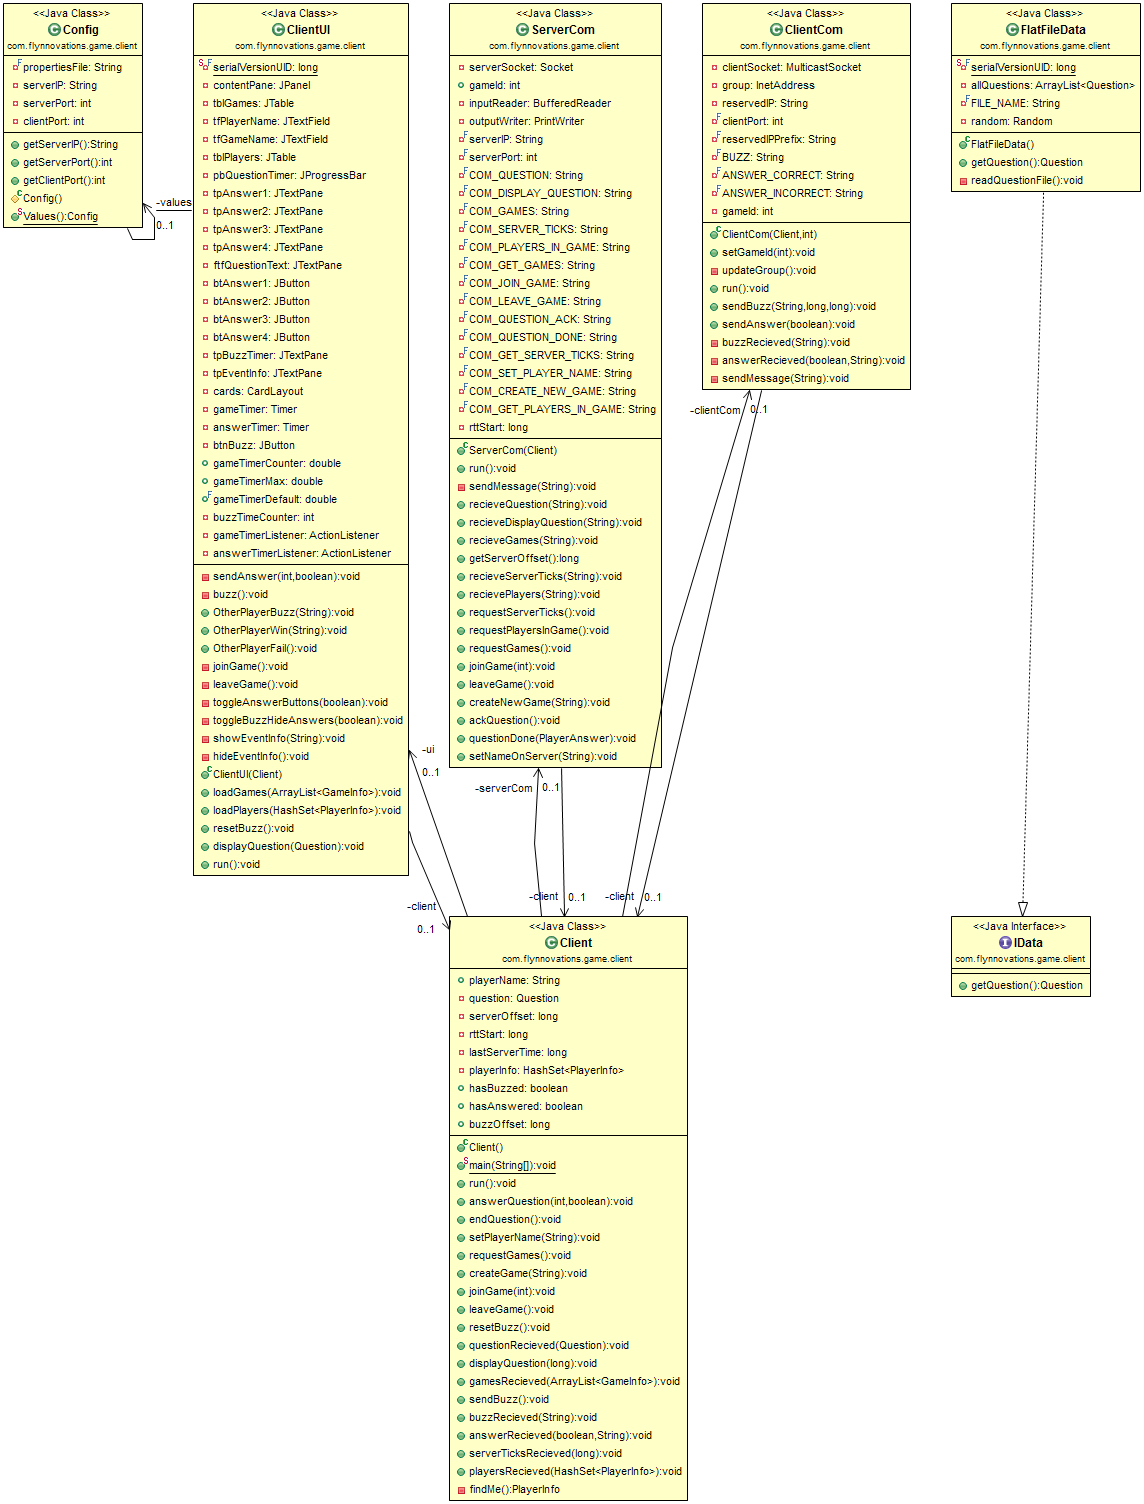 <<Java Class>>
Config
com.flynnovations.game.client
propertiesFile: String
serverIP: String
serverPort: int
clientPort: int
getServerIP():String
getServerPort():int
getClientPort():int
Config()
Values():Config
-values
0..1
<<Java Class>>
ClientUI
com.flynnovations.game.client
serialVersionUID: long
contentPane: JPanel
tblGames: JTable
tfPlayerName: JTextField
tfGameName: JTextField
tblPlayers: JTable
pbQuestionTimer: JProgressBar
tpAnswer1: JTextPane
tpAnswer2: JTextPane
tpAnswer3: JTextPane
tpAnswer4: JTextPane
ftfQuestionText: JTextPane
btAnswer1: JButton
btAnswer2: JButton
btAnswer3: JButton
btAnswer4: JButton
tpBuzzTimer: JTextPane
tpEventInfo: JTextPane
cards: CardLayout
gameTimer: Timer
answerTimer: Timer
btnBuzz: JButton
gameTimerCounter: double
gameTimerMax: double
gameTimerDefault: double
buzzTimeCounter: int
gameTimerListener: ActionListener
answerTimerListener: ActionListener
sendAnswer(int,boolean):void
buzz():void
OtherPlayerBuzz(String):void
OtherPlayerWin(String):void
OtherPlayerFail():void
joinGame():void
leaveGame():void
toggleAnswerButtons(boolean):void
toggleBuzzHideAnswers(boolean):void
showEventInfo(String):void
hideEventInfo():void
ClientUI(Client)
loadGames(ArrayList<GameInfo>):void
loadPlayers(HashSet<PlayerInfo>):void
resetBuzz():void
displayQuestion(Question):void
run():void
<<Java Class>>
ServerCom
com.flynnovations.game.client
serverSocket: Socket
gameId: int
inputReader: BufferedReader
outputWriter: PrintWriter
serverIP: String
serverPort: int
COM_QUESTION: String
COM_DISPLAY_QUESTION: String
COM_GAMES: String
COM_SERVER_TICKS: String
COM_PLAYERS_IN_GAME: String
COM_GET_GAMES: String
COM_JOIN_GAME: String
COM_LEAVE_GAME: String
COM_QUESTION_ACK: String
COM_QUESTION_DONE: String
COM_GET_SERVER_TICKS: String
COM_SET_PLAYER_NAME: String
COM_CREATE_NEW_GAME: String
COM_GET_PLAYERS_IN_GAME: String
rttStart: long
ServerCom(Client)
run():void
sendMessage(String):void
recieveQuestion(String):void
recieveDisplayQuestion(String):void
recieveGames(String):void
getServerOffset():long
recieveServerTicks(String):void
recievePlayers(String):void
requestServerTicks():void
requestPlayersInGame():void
requestGames():void
joinGame(int):void
leaveGame():void
createNewGame(String):void
ackQuestion():void
questionDone(PlayerAnswer):void
setNameOnServer(String):void
<<Java Class>>
ClientCom
com.flynnovations.game.client
clientSocket: MulticastSocket
group: InetAddress
reservedIP: String
clientPort: int
reservedIPPrefix: String
BUZZ: String
ANSWER_CORRECT: String
ANSWER_INCORRECT: String
gameId: int
ClientCom(Client,int)
setGameId(int):void
updateGroup():void
run():void
sendBuzz(String,long,long):void
sendAnswer(boolean):void
buzzRecieved(String):void
answerRecieved(boolean,String):void
sendMessage(String):void
<<Java Class>>
FlatFileData
com.flynnovations.game.client
serialVersionUID: long
allQuestions: ArrayList<Question>
FILE_NAME: String
random: Random
FlatFileData()
getQuestion():Question
readQuestionFile():void
-clientCom
0..1
-ui
0..1
-serverCom
0..1
-client
0..1
-client
0..1
-client
0..1
<<Java Class>>
Client
com.flynnovations.game.client
playerName: String
question: Question
serverOffset: long
rttStart: long
lastServerTime: long
playerInfo: HashSet<PlayerInfo>
hasBuzzed: boolean
hasAnswered: boolean
buzzOffset: long
Client()
main(String[]):void
run():void
answerQuestion(int,boolean):void
endQuestion():void
setPlayerName(String):void
requestGames():void
createGame(String):void
joinGame(int):void
leaveGame():void
resetBuzz():void
questionRecieved(Question):void
displayQuestion(long):void
gamesRecieved(ArrayList<GameInfo>):void
sendBuzz():void
buzzRecieved(String):void
answerRecieved(boolean,String):void
serverTicksRecieved(long):void
playersRecieved(HashSet<PlayerInfo>):void
findMe():PlayerInfo
<<Java Interface>>
IData
com.flynnovations.game.client
getQuestion():Question